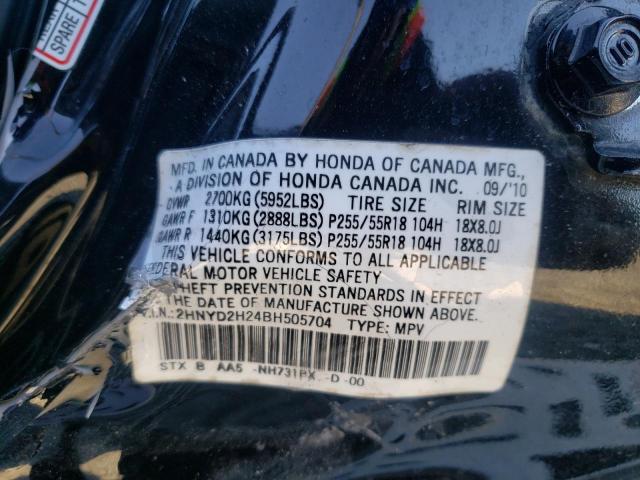 SPARE
10
MFD. IN CANADA BY HONDA OF CANADA MFG.,
A DIVISION OF HONDA CANADA INC. 09/'10
GVWR 2700KG (5952LBS) TIRE SIZE RIM SIZE
GAWR F 1310KG (2888LBS) P255/55R18 104H 18X8.0J
GAWR R 1440KG (3175LBS) P255/55R18 104H 18X8.0J
THIS VEHICLE CONFORMS TO ALL APPLICABLE
FEDERAL MOTOR VEHICLE SAFETY
THEFT PREVENTION STANDARDS IN EFFECT
THE DATE OF MANUFACTURE SHOWN ABOVE.
V.I.N.: 2HNYD2H24BH505704 TYPE: MPV
STX B AA5 -NH731PX -D-00